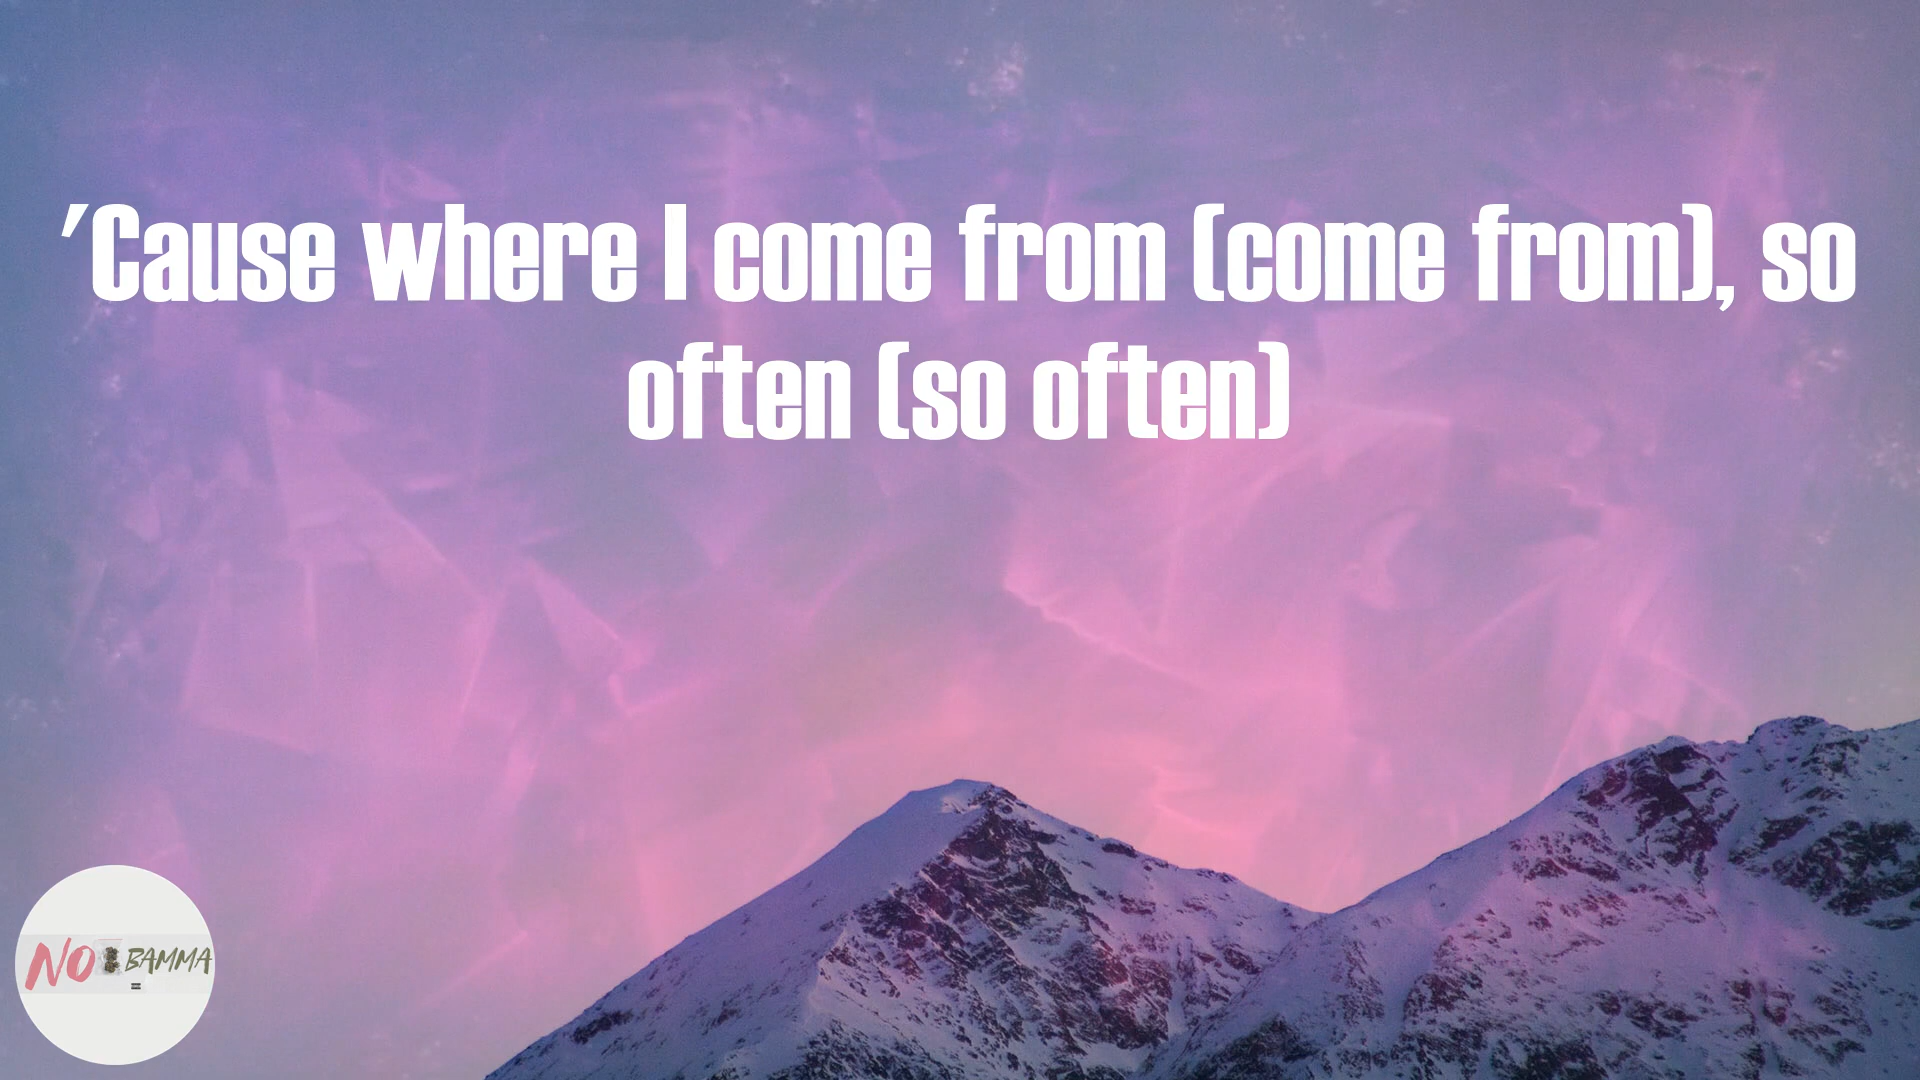 'Cause where I come from (come from), so
often (so often)
NO BAMMA